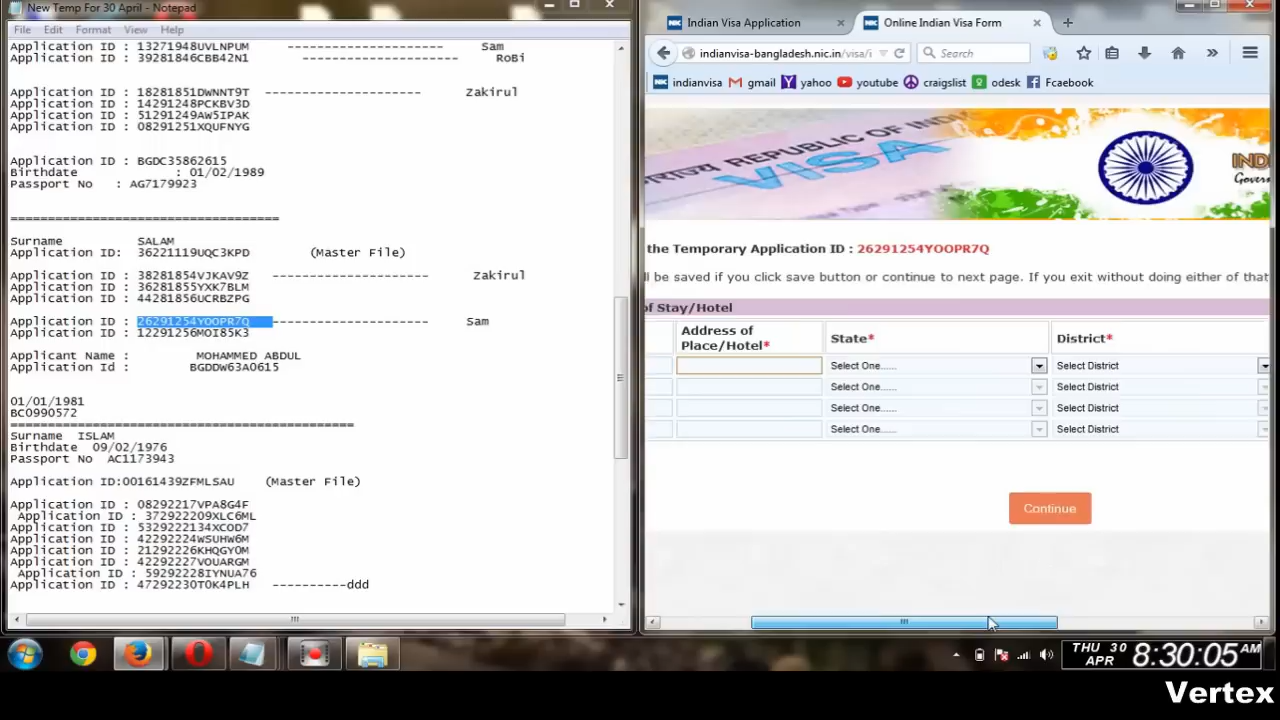 New Temp For 30 April - Notepad
File Edit Format View Help
Application ID : 13271948UVLNPUM ----------------------- Sam
Application ID : 39281846CBB42N1 ----------------------- RoBi
Application ID : 18281851DWNNT9T ----------------------- Zakirul
Application ID : 14291248PCKBV3D
Application ID : 51291249AW5IPAK
Application ID : 08291251XQUFNYG
Application ID : BGDC35862615
Birthdate : 01/02/1989
Passport No : AG7179923
=======================================
Surname SALAM
Application ID: 36221119UQC3KPD (Master File)
Application ID : 38281854VJKAV9Z ----------------------- Zakirul
Application ID : 36281855YXK7BLM
Application ID : 44281856UCRBZPG
Application ID : 26291254YOOPR7Q ----------------------- Sam
Application ID : 12291256MOI85K3
Applicant Name : MOHAMMED ABDUL
Application Id : BGDDW63A0615
01/01/1981
BC0990572
==================================================
Surname ISLAM
Birthdate 09/02/1976
Passport No AC1173943
Application ID:00161439ZFMLSAU (Master File)
Application ID : 08292217VPA8G4F
Application ID : 372922209XLC6ML
Application ID : 5329222134XCOD7
Application ID : 42292224WSUHW6M
Application ID : 21292226KHQGY0M
Application ID : 42292227VOUARGM
Application ID : 59292228IYNUA76
Application ID : 47292230T0K4PLH ----------ddd
Indian Visa Application
Online Indian Visa Form
indianvisa-bangladesh.nic.in/visa/i
Search
indianvisa gmail yahoo youtube craigslist odesk Fcaebook
REPUBLIC OF INDIA
VISA
IND
Govern
the Temporary Application ID : 26291254YOOPR7Q
ll be saved if you click save button or continue to next page. If you exit without doing either of that
of Stay/Hotel
Address of Place/Hotel* State* District*
Select One...... Select District
Select One...... Select District
Select One...... Select District
Select One...... Select District
Continue
THU 30
APR
8:30:05 AM
Vertex